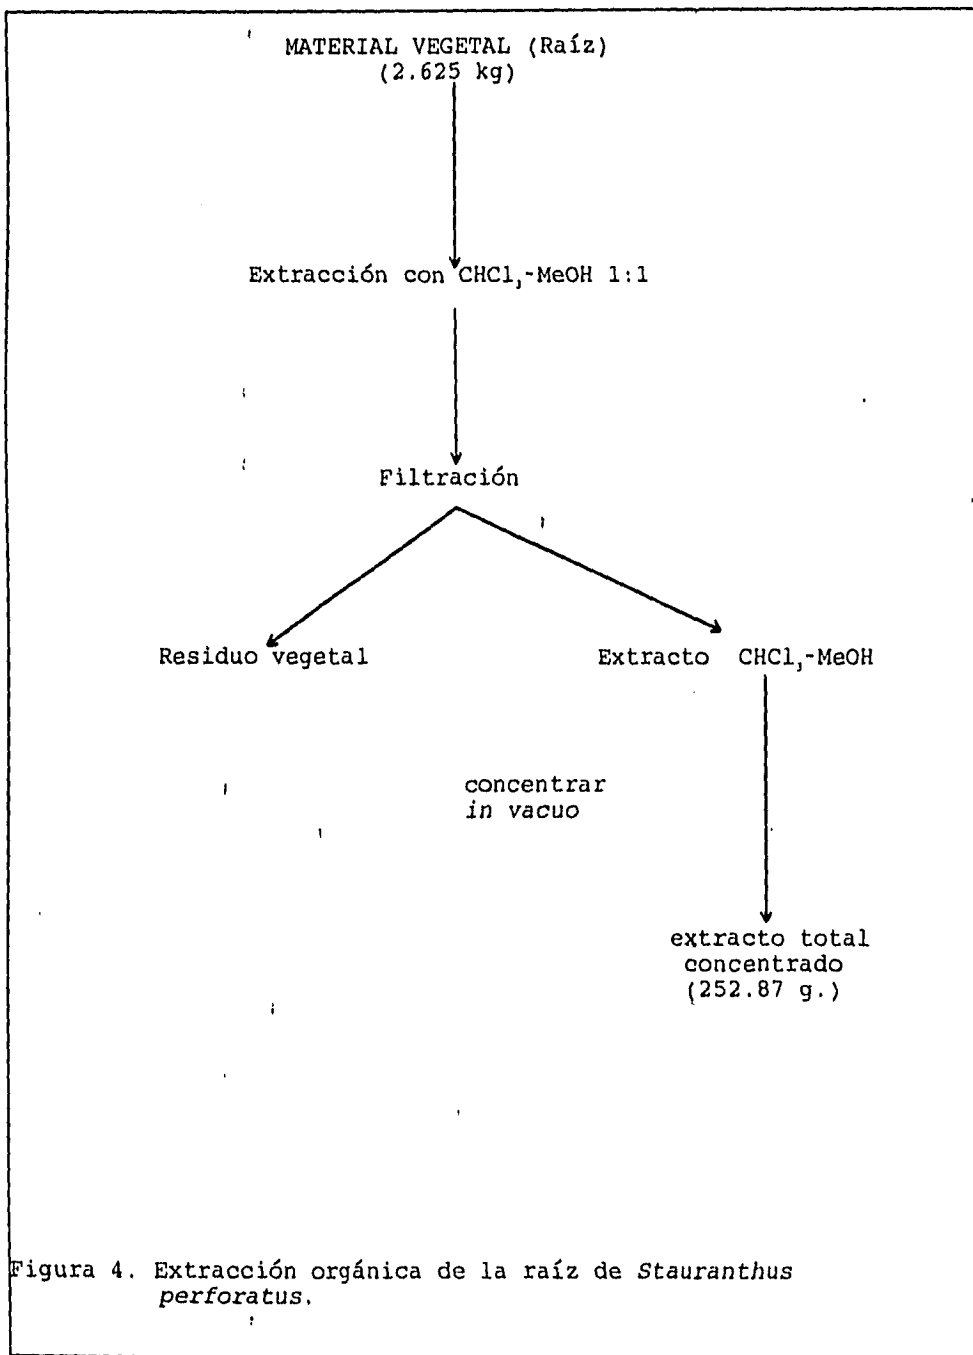 MATERIAL VEGETAL (Raíz)
(2.625 kg)
Extracción con CHCl₃-MeOH 1:1
Filtración
Residuo vegetal
Extracto CHCl₃-MeOH
concentrar
in vacuo
extracto total
concentrado
(252.87 g.)
Figura 4. Extracción orgánica de la raíz de Stauranthus
perforatus.